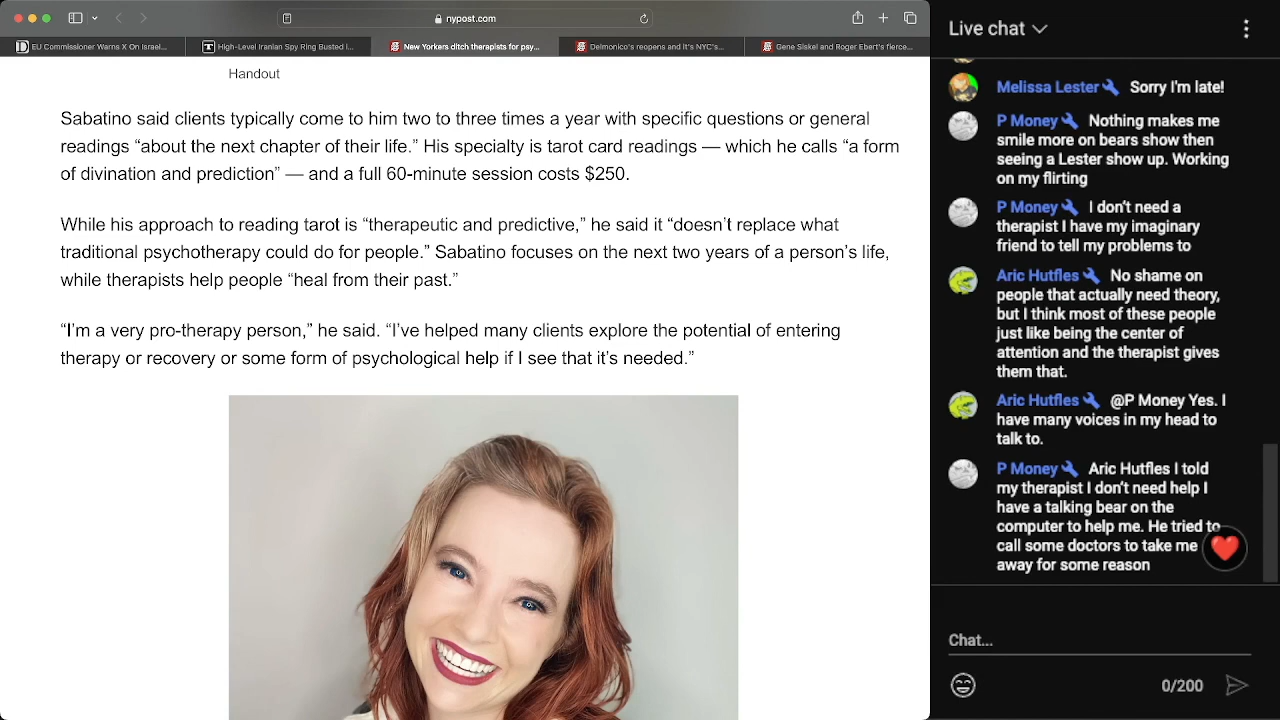 nypost.com
EU Commissioner Warns X On Israel...
High-Level Iranian Spy Ring Busted i...
New Yorkers ditch therapists for psy...
Delmonico's reopens and it's NYC's...
Gene Siskel and Roger Ebert's fierce...
Handout
Sabatino said clients typically come to him two to three times a year with specific questions or general
readings “about the next chapter of their life.” His specialty is tarot card readings — which he calls “a form
of divination and prediction” — and a full 60-minute session costs $250.
While his approach to reading tarot is “therapeutic and predictive,” he said it “doesn’t replace what
traditional psychotherapy could do for people.” Sabatino focuses on the next two years of a person’s life,
while therapists help people “heal from their past.”
“I’m a very pro-therapy person,” he said. “I’ve helped many clients explore the potential of entering
therapy or recovery or some form of psychological help if I see that it’s needed.”
Live chat
Melissa Lester Sorry I'm late!
P Money Nothing makes me
smile more on bears show then
seeing a Lester show up. Working
on my flirting
P Money I don’t need a
therapist I have my imaginary
friend to tell my problems to
Aric Hutfles No shame on
people that actually need theory,
but I think most of these people
just like being the center of
attention and the therapist gives
them that.
Aric Hutfles @P Money Yes. I
have many voices in my head to
talk to.
P Money Aric Hutfles I told
my therapist I don’t need help I
have a talking bear on the
computer to help me. He tried to
call some doctors to take me
away for some reason
Chat...
0/200